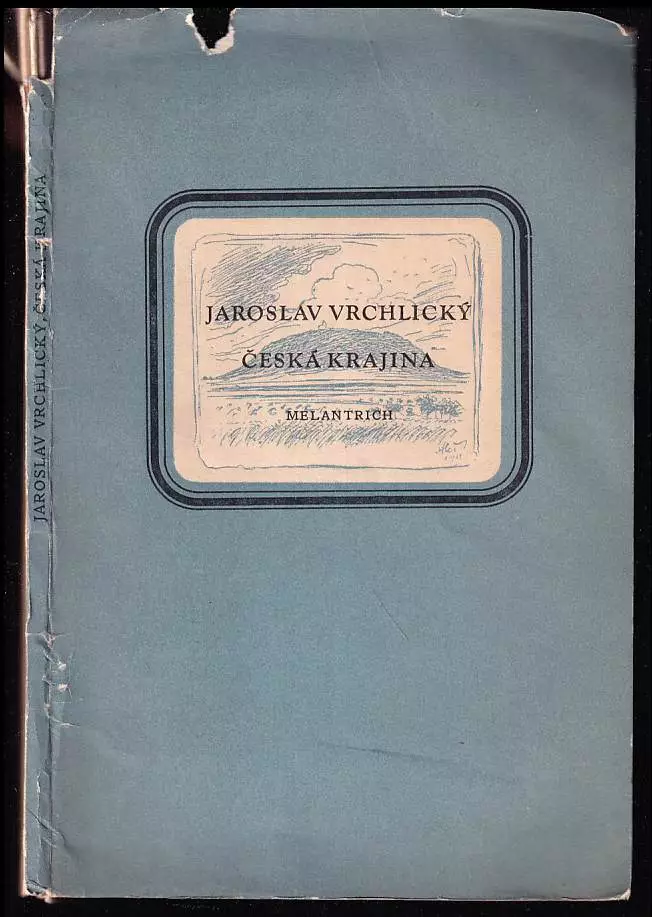 JAROSLAV VRCHLICKÝ
ČESKÁ KRAJINA
MELANTRICH
JAROSLAV VRCHLICKÝ, ČESKÁ KRAJINA